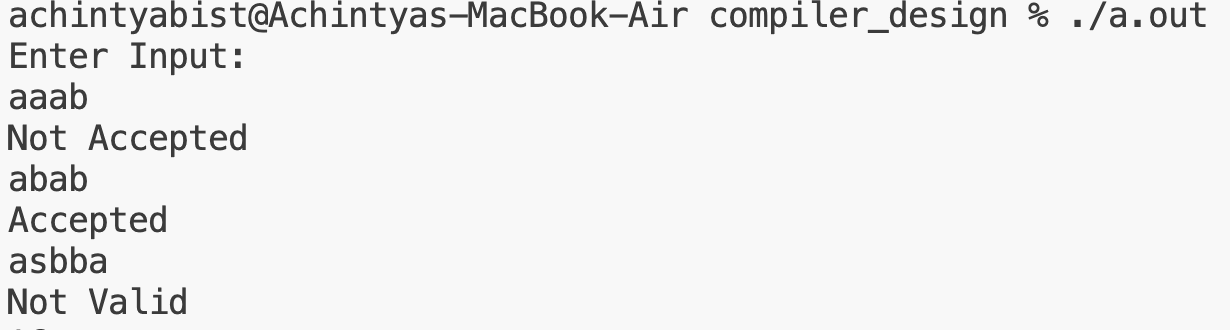 achintyabist@Achintyas-MacBook-Air compiler_design % ./a.out
Enter Input:
aaab
Not Accepted
abab
Accepted
asbba
Not Valid